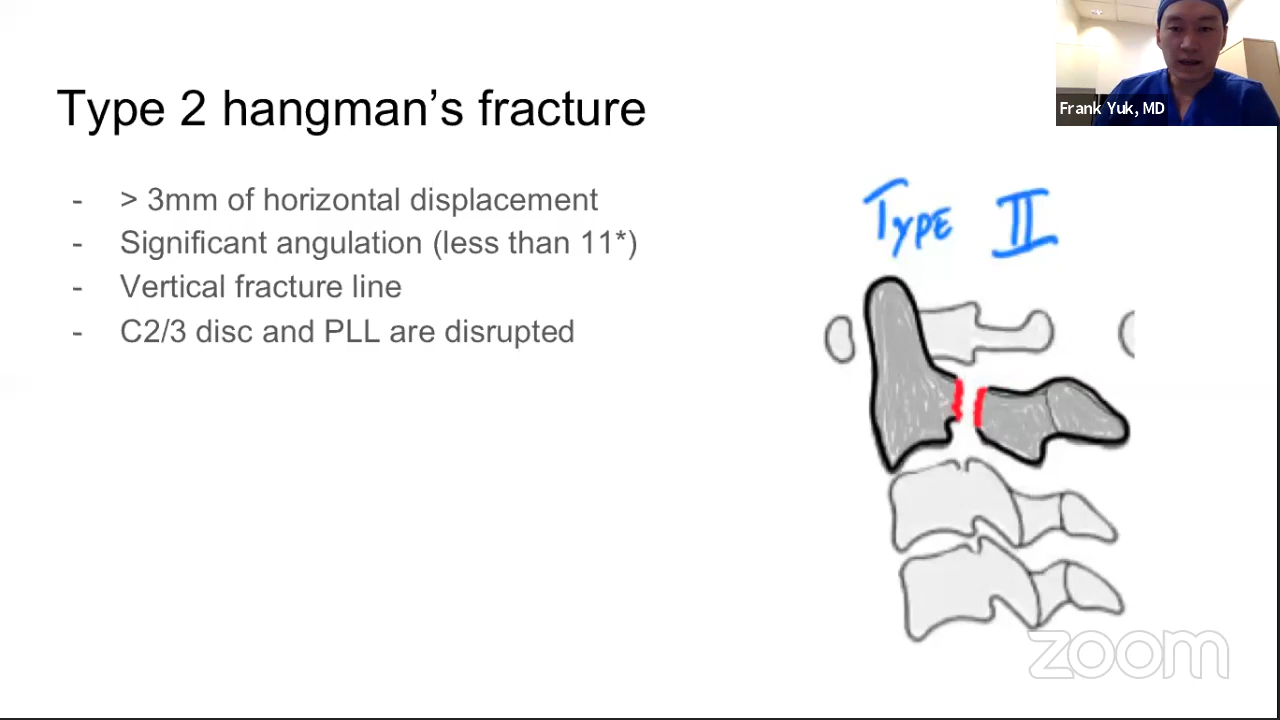 Frank Yuk, MD
Type 2 hangman’s fracture
- > 3mm of horizontal displacement
- Significant angulation (less than 11*)
- Vertical fracture line
- C2/3 disc and PLL are disrupted
Type II
zoom